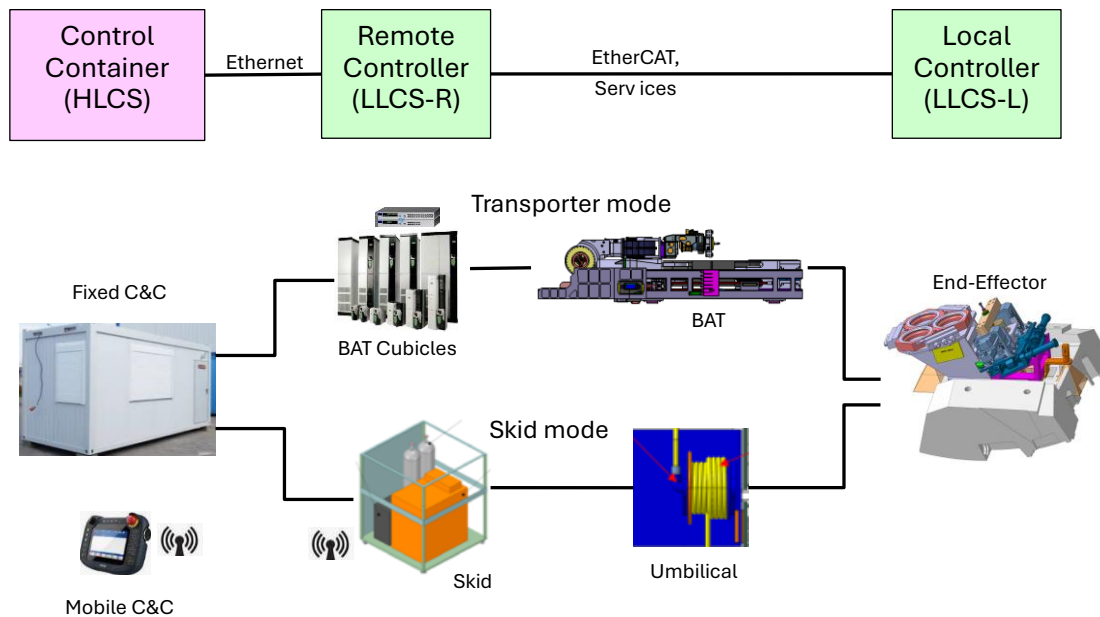 Control
Container
(HLCS)
Ethernet
Remote
Controller
(LLCS-R)
EtherCAT,
Serv ices
Local
Controller
(LLCS-L)
Transporter mode
Fixed C&C
BAT Cubicles
BAT
End-Effector
Skid mode
Skid
Umbilical
Mobile C&C